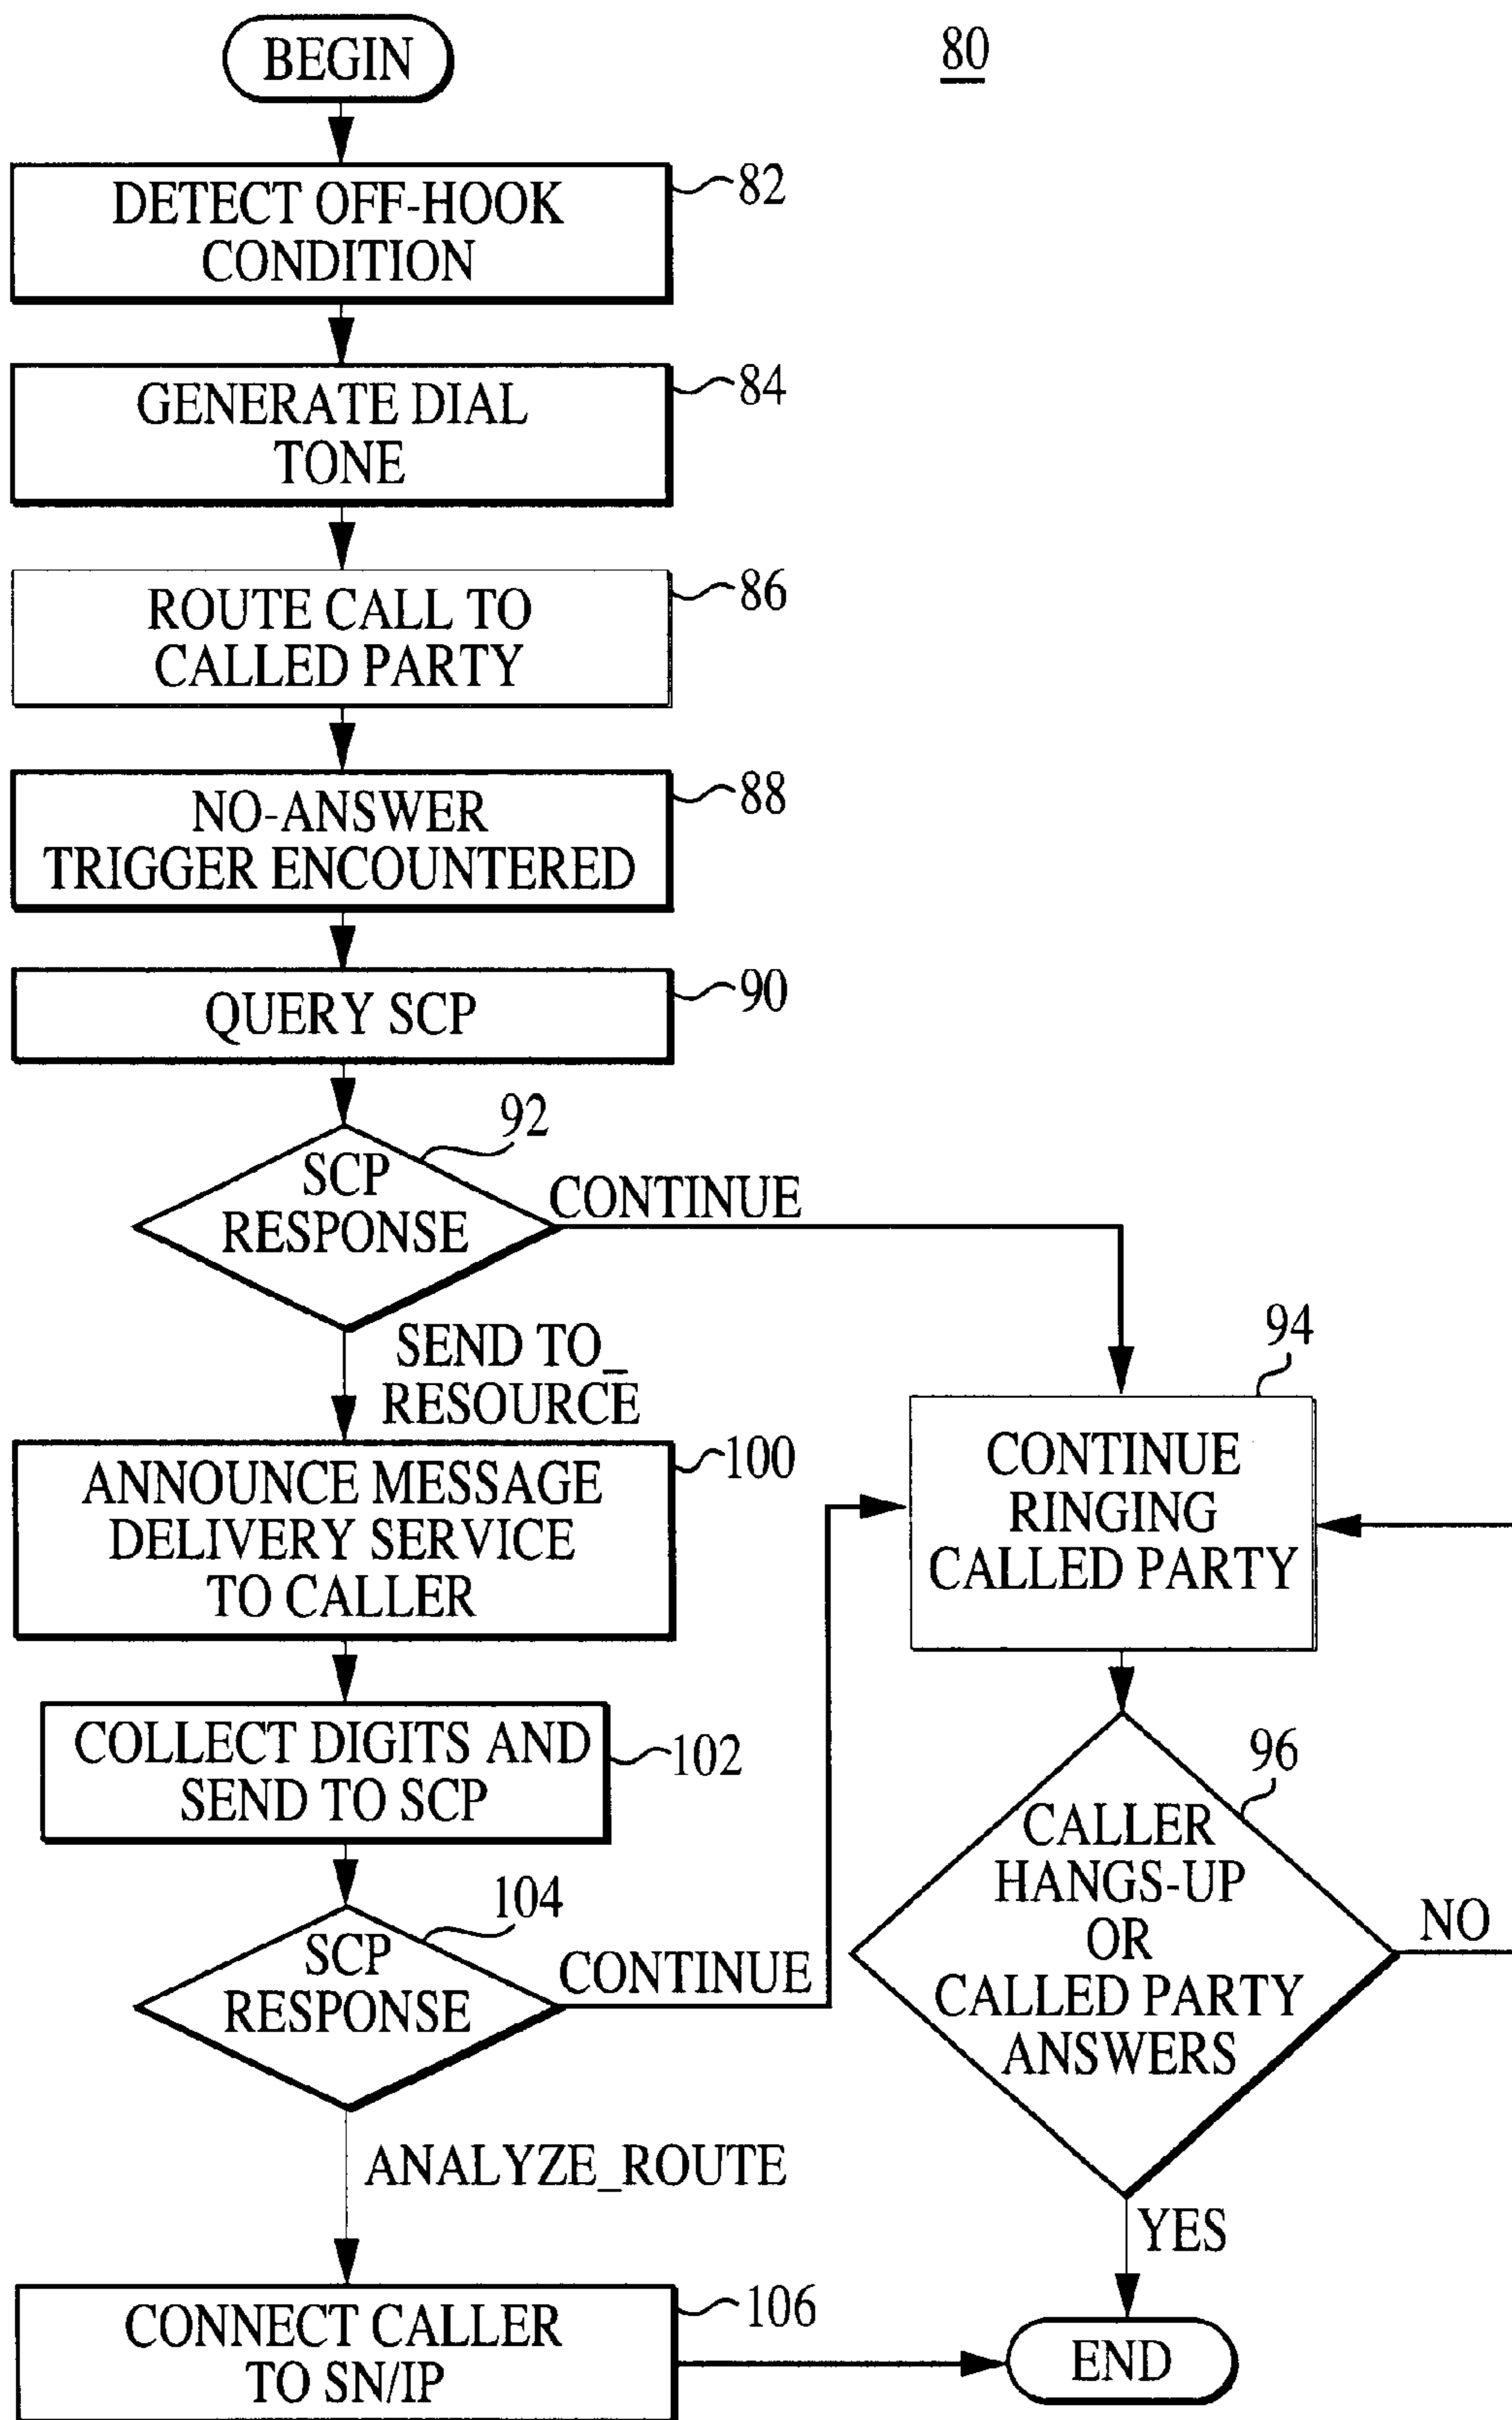 BEGIN
80
DETECT OFF-HOOK
CONDITION
82
GENERATE DIAL
TONE
84
ROUTE CALL TO
CALLED PARTY
86
NO-ANSWER
TRIGGER ENCOUNTERED
88
QUERY SCP
90
92
SCP
RESPONSE
CONTINUE
SEND TO_
RESOURCE
94
CONTINUE
RINGING
CALLED PARTY
ANNOUNCE MESSAGE
DELIVERY SERVICE
TO CALLER
100
COLLECT DIGITS AND
SEND TO SCP
102
96
CALLER
HANGS-UP
OR
CALLED PARTY
ANSWERS
NO
104
SCP
RESPONSE
CONTINUE
ANALYZE_ROUTE
YES
CONNECT CALLER
TO SN/IP
106
END